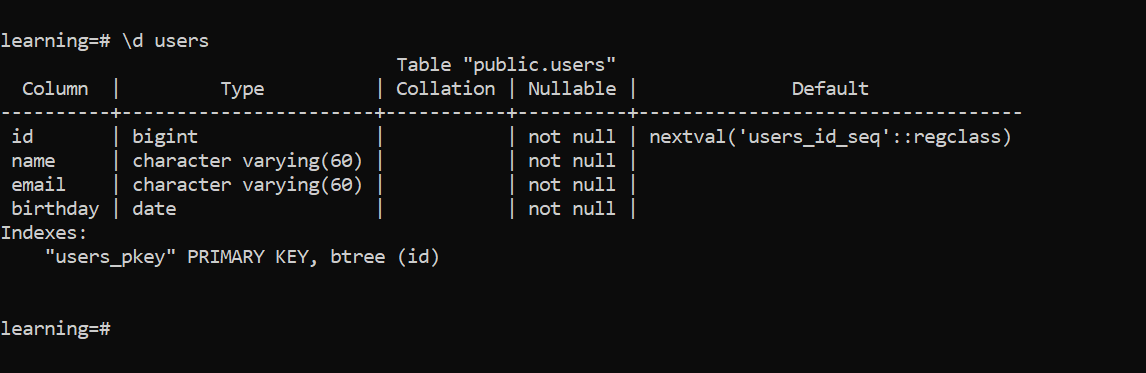 learning=# \d users
                                 Table "public.users"
  Column  |         Type          | Collation | Nullable |             Default
----------+-----------------------+-----------+----------+-----------------------------------
 id       | bigint                |           | not null | nextval('users_id_seq'::regclass)
 name     | character varying(60) |           | not null |
 email    | character varying(60) |           | not null |
 birthday | date                  |           | not null |
Indexes:
    "users_pkey" PRIMARY KEY, btree (id)
learning=#